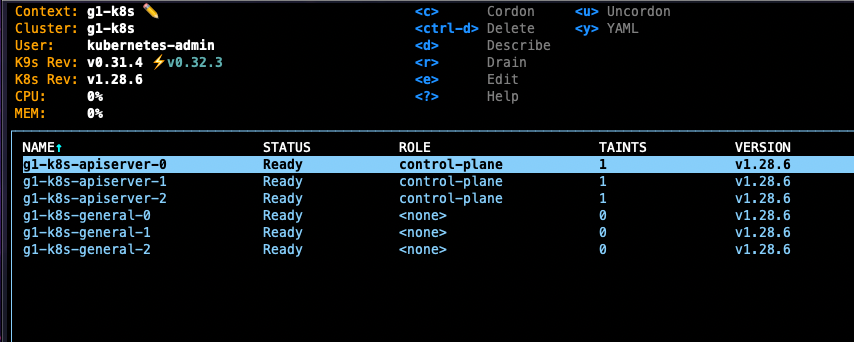 Context: g1-k8s ✏️ <c> Cordon <u> Uncordon
Cluster: g1-k8s <ctrl-d> Delete <y> YAML
User: kubernetes-admin <d> Describe
K9s Rev: v0.31.4 ⚡v0.32.3 <r> Drain
K8s Rev: v1.28.6 <e> Edit
CPU: 0% <?> Help
MEM: 0%
NAME↑ STATUS ROLE TAINTS VERSION
g1-k8s-apiserver-0 Ready control-plane 1 v1.28.6
g1-k8s-apiserver-1 Ready control-plane 1 v1.28.6
g1-k8s-apiserver-2 Ready control-plane 1 v1.28.6
g1-k8s-general-0 Ready <none> 0 v1.28.6
g1-k8s-general-1 Ready <none> 0 v1.28.6
g1-k8s-general-2 Ready <none> 0 v1.28.6